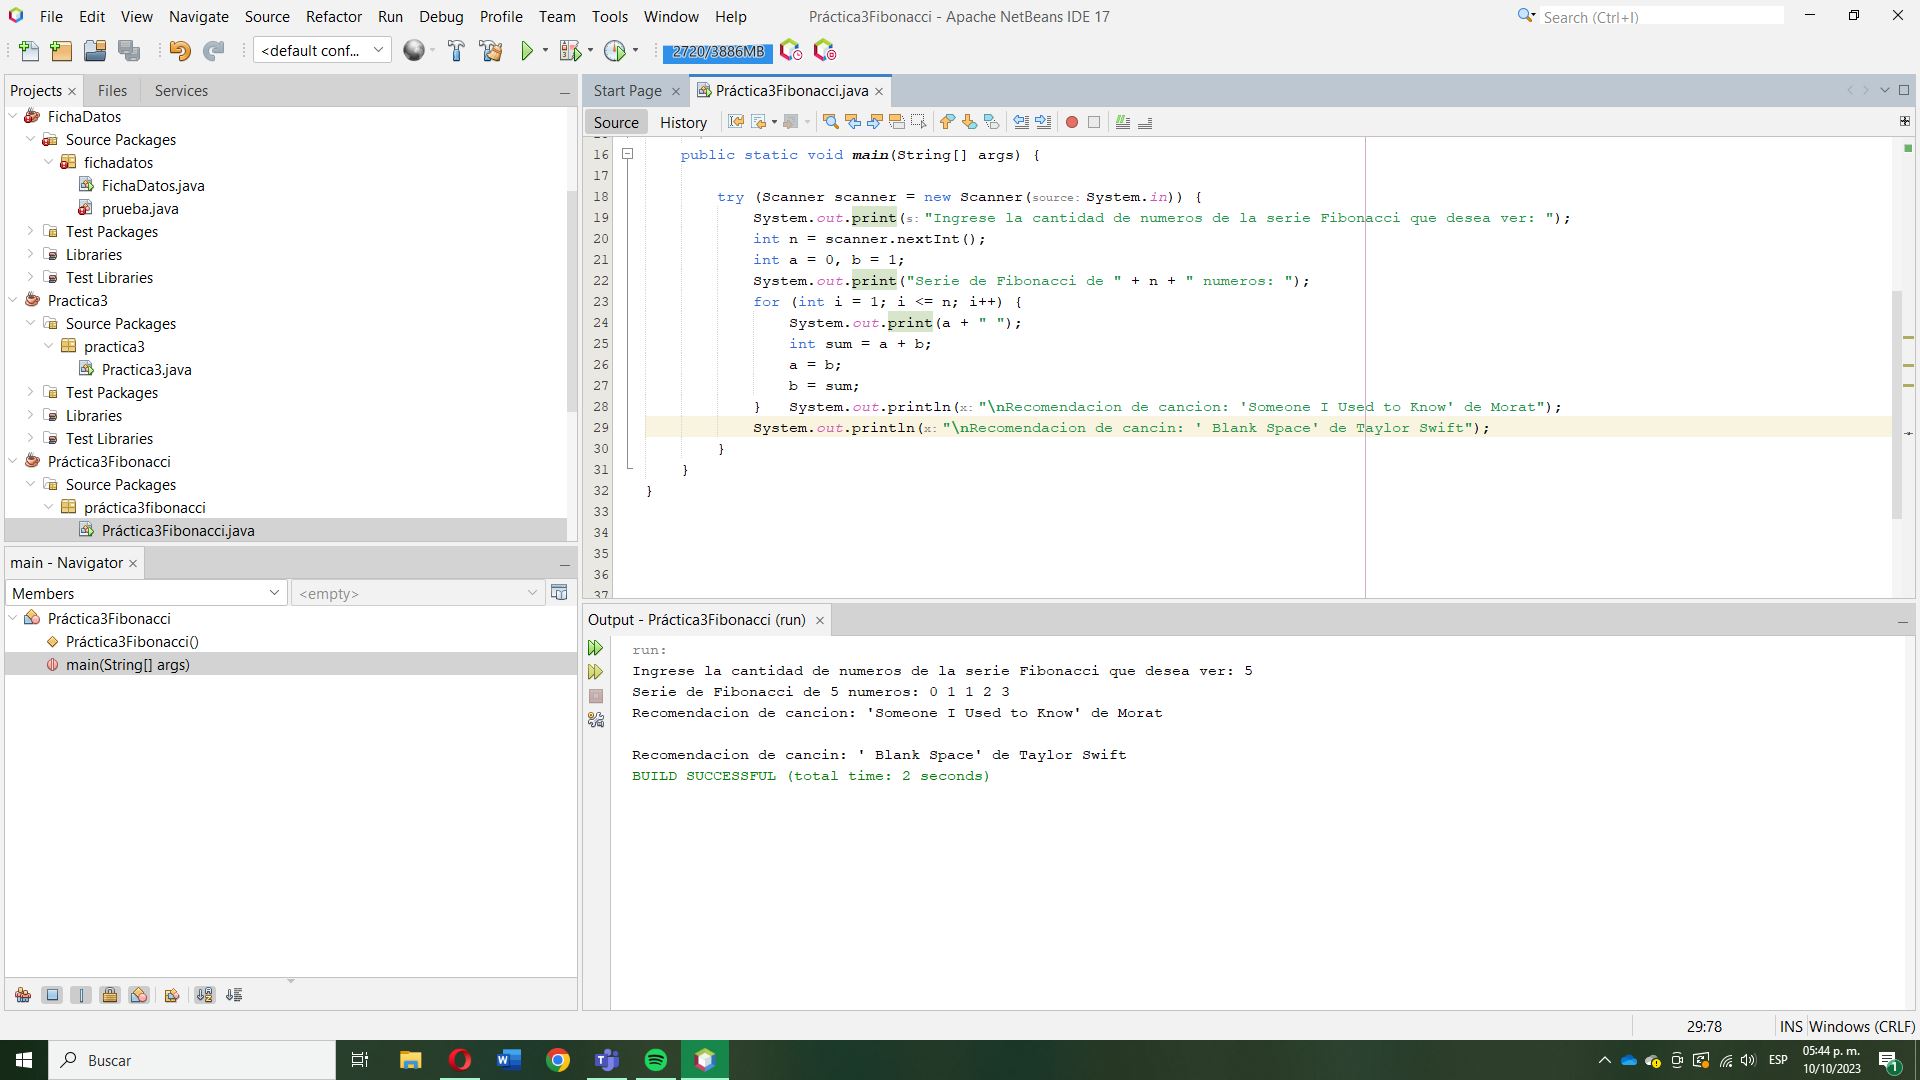 File Edit View Navigate Source Refactor Run Debug Profile Team Tools Window Help
Práctica3Fibonacci - Apache NetBeans IDE 17
Search (Ctrl+I)
<default conf...
2720/3886MB
Projects Files Services
FichaDatos
Source Packages
fichadatos
FichaDatos.java
prueba.java
Test Packages
Libraries
Test Libraries
Practica3
Source Packages
practica3
Practica3.java
Test Packages
Libraries
Test Libraries
Práctica3Fibonacci
Source Packages
práctica3fibonacci
Práctica3Fibonacci.java
main - Navigator
Members <empty>
Práctica3Fibonacci
Práctica3Fibonacci()
main(String[] args)
Start Page Práctica3Fibonacci.java
Source History
16 public static void main(String[] args) {
17
18 try (Scanner scanner = new Scanner(source: System.in)) {
19 System.out.print(s: "Ingrese la cantidad de numeros de la serie Fibonacci que desea ver: ");
20 int n = scanner.nextInt();
21 int a = 0, b = 1;
22 System.out.print("Serie de Fibonacci de " + n + " numeros: ");
23 for (int i = 1; i <= n; i++) {
24 System.out.print(a + " ");
25 int sum = a + b;
26 a = b;
27 b = sum;
28 } System.out.println(x: "\nRecomendacion de cancion: 'Someone I Used to Know' de Morat");
29 System.out.println(x: "\nRecomendacion de cancin: ' Blank Space' de Taylor Swift");
30 }
31 }
32 }
33
34
35
36
37
Output - Práctica3Fibonacci (run)
run:
Ingrese la cantidad de numeros de la serie Fibonacci que desea ver: 5
Serie de Fibonacci de 5 numeros: 0 1 1 2 3
Recomendacion de cancion: 'Someone I Used to Know' de Morat
Recomendacion de cancin: ' Blank Space' de Taylor Swift
BUILD SUCCESSFUL (total time: 2 seconds)
29:78 INS Windows (CRLF)
Buscar
ESP
05:44 p. m.
10/10/2023
1